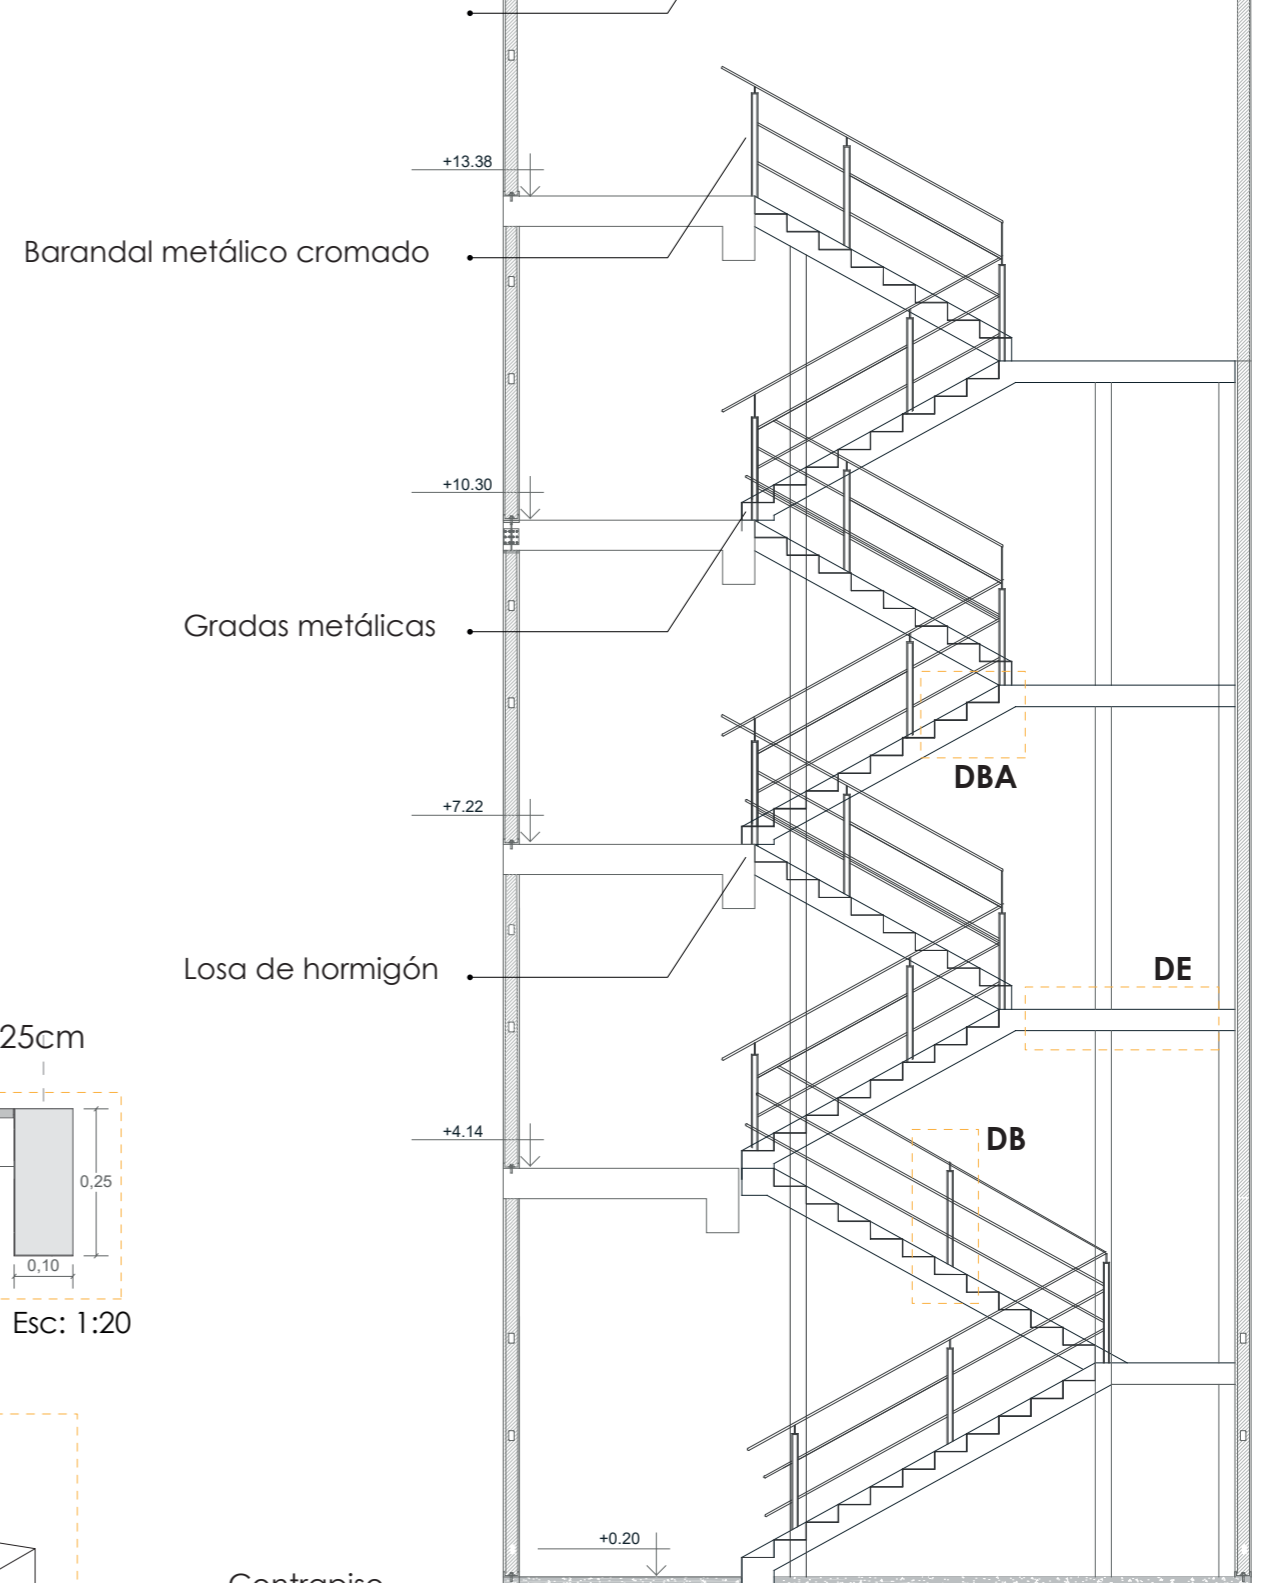 +13.38
Barandal metálico cromado
+10.30
Gradas metálicas
DBA
+7.22
Losa de hormigón
DE
25cm
+4.14
DB
0,25
0,10
Esc: 1:20
+0.20
Contrapiso